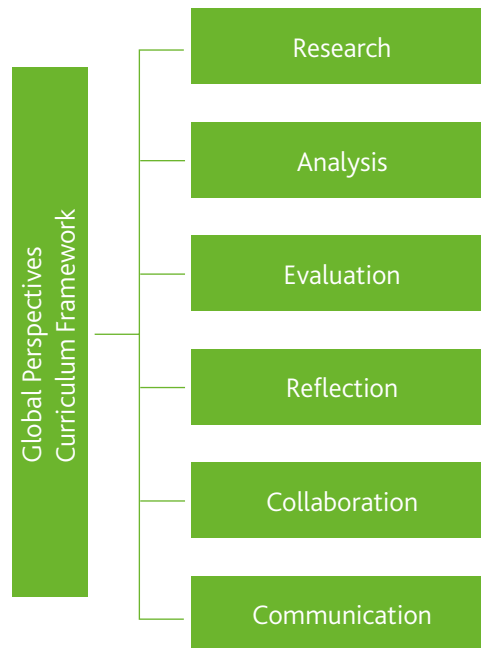 Global Perspectives
Curriculum Framework
Research
Analysis
Evaluation
Reflection
Collaboration
Communication